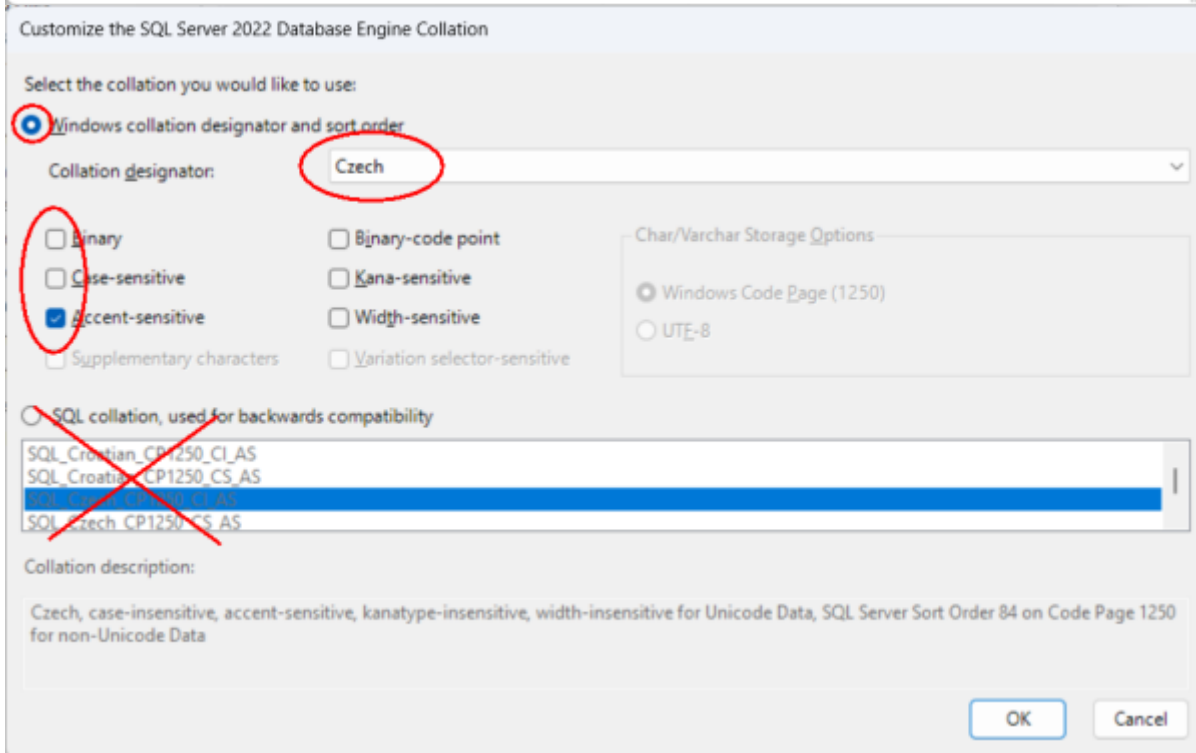 Customize the SQL Server 2022 Database Engine Collation
Select the collation you would like to use:
Windows collation designator and sort order
Collation designator:
Czech
Binary
Binary-code point
Char/Varchar Storage Options
Case-sensitive
Kana-sensitive
Windows Code Page (1250)
Accent-sensitive
Width-sensitive
UTF-8
Supplementary characters
Variation selector-sensitive
SQL collation, used for backwards compatibility
SQL_Croatian_CP1250_CI_AS
SQL_Croatian_CP1250_CS_AS
SQL_Czech_CP1250_CI_AS
SQL_Czech_CP1250_CS_AS
Collation description:
Czech, case-insensitive, accent-sensitive, kanatype-insensitive, width-insensitive for Unicode Data, SQL Server Sort Order 84 on Code Page 1250
for non-Unicode Data
OK
Cancel